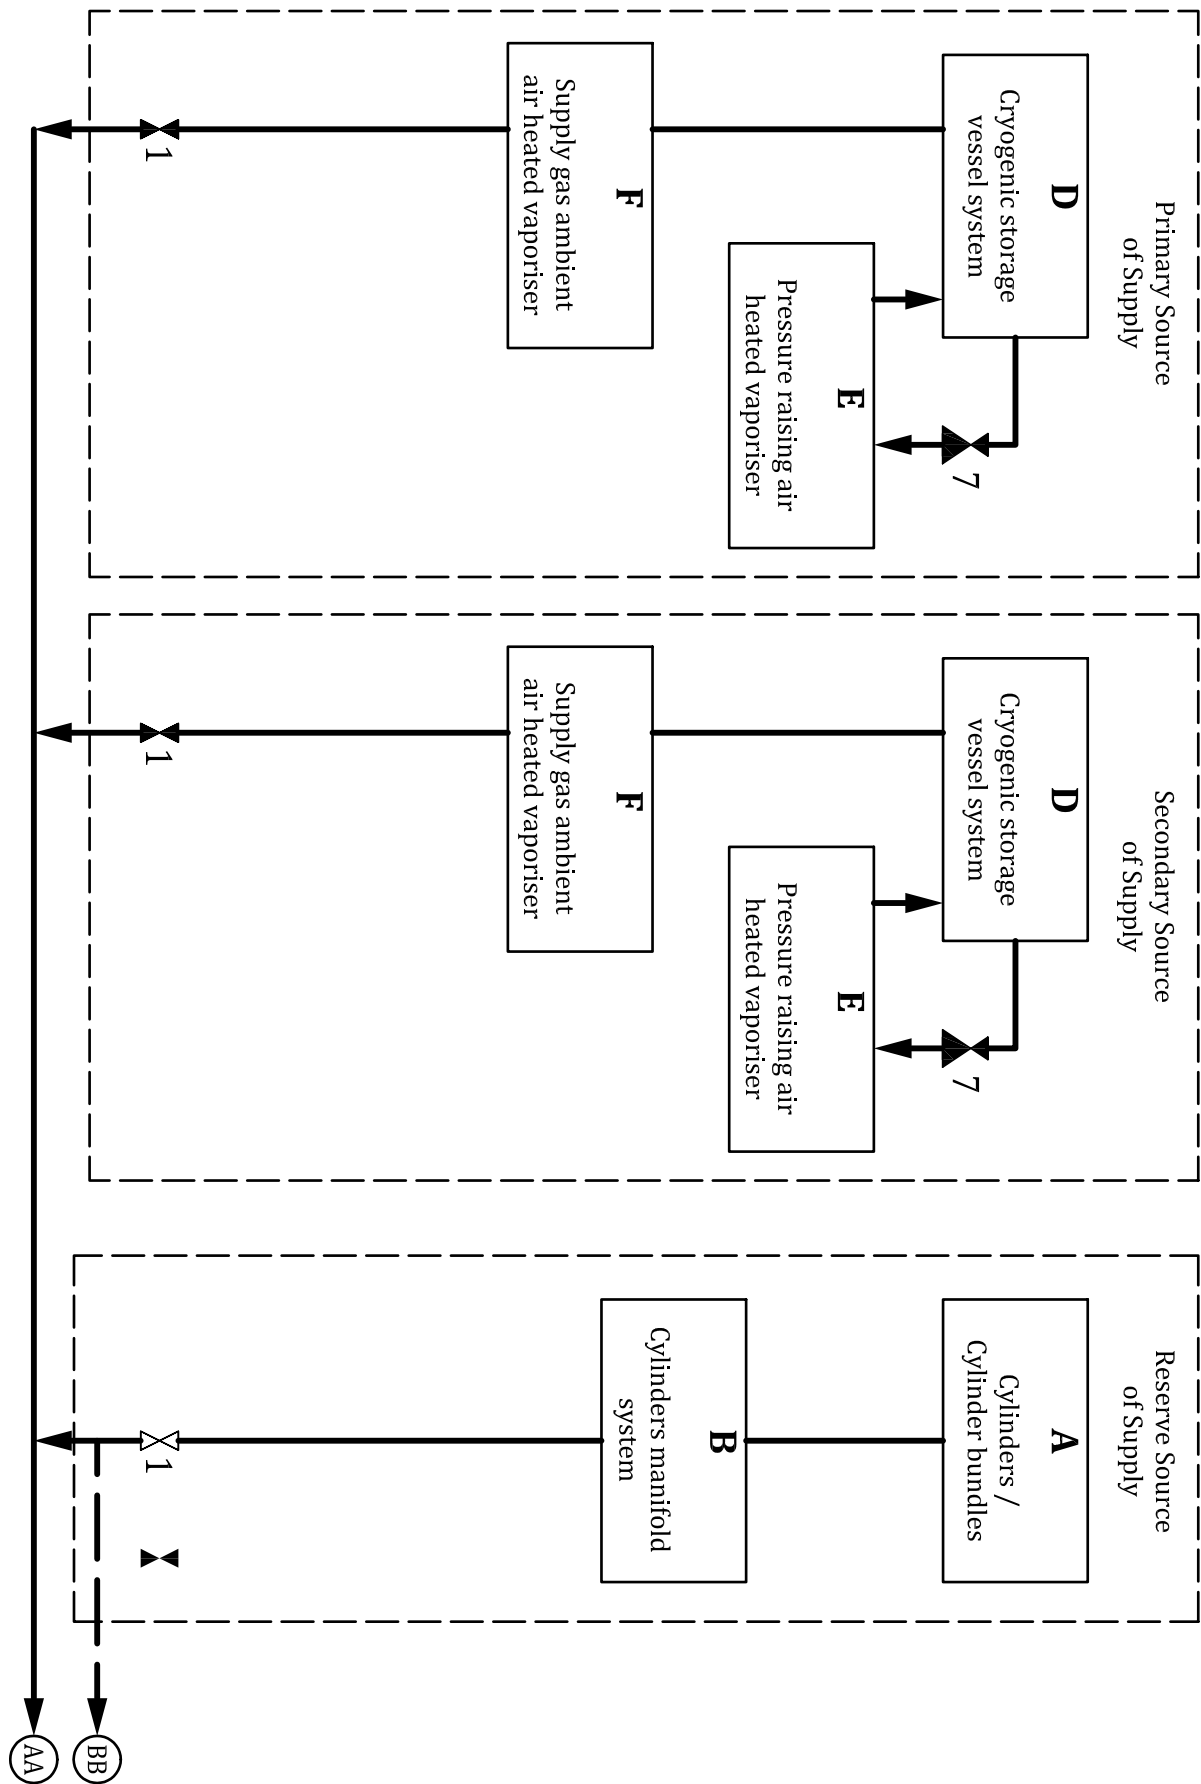 Primary Source
of Supply
D
Cryogenic storage
vessel system
7
E
Pressure raising air
heated vaporiser
F
Supply gas ambient
air heated vaporiser
1
Secondary Source
of Supply
D
Cryogenic storage
vessel system
7
E
Pressure raising air
heated vaporiser
F
Supply gas ambient
air heated vaporiser
1
Reserve Source
of Supply
A
Cylinders /
Cylinder bundles
B
Cylinders manifold
system
1
BB
AA